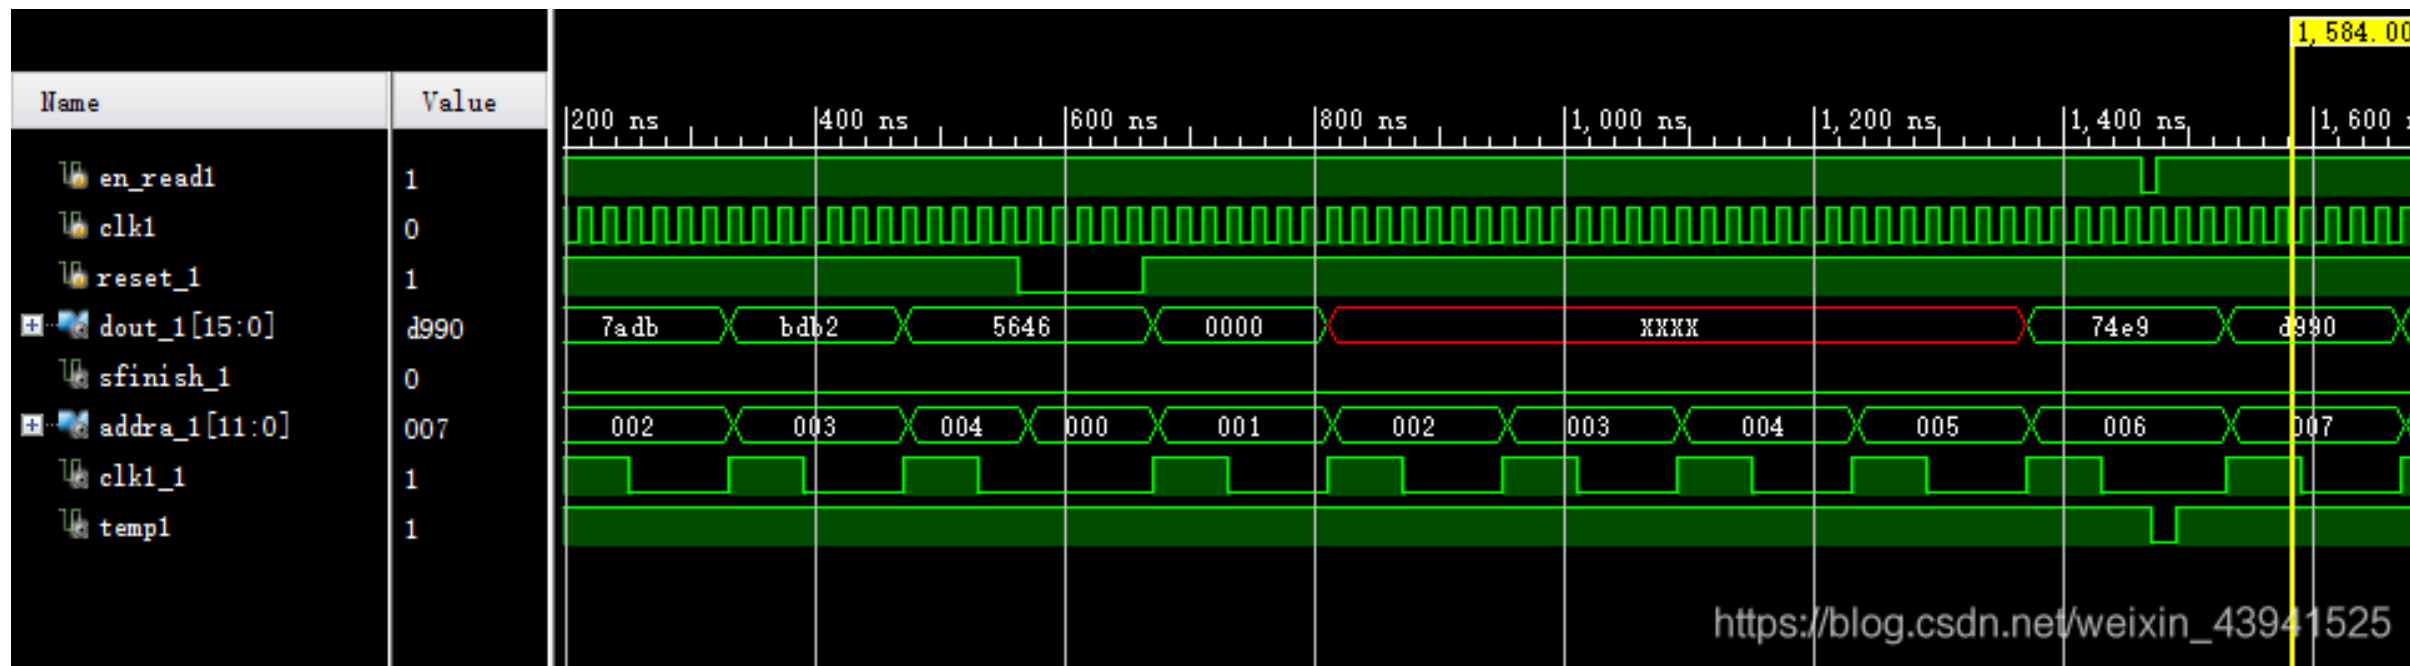 1,584.00
Name Value
200 ns 400 ns 600 ns 800 ns 1,000 ns 1,200 ns 1,400 ns 1,600
en_read1 1
clk1 0
reset_1 1
dout_1[15:0] d990 7adb bdb2 5646 0000 XXXX 74e9 d990
sfinish_1 0
addra_1[11:0] 007 002 003 004 000 001 002 003 004 005 006 007
clk1_1 1
temp1 1
https://blog.csdn.net/weixin_43941525